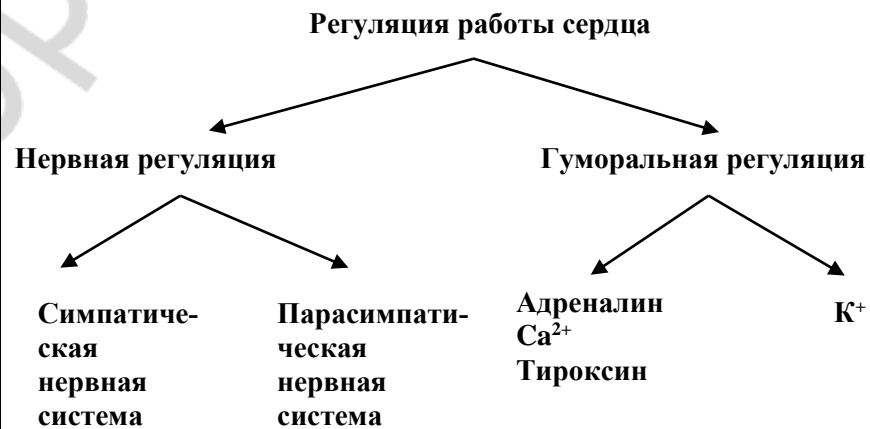 Регуляция работы сердца
Нервная регуляция
Гуморальная регуляция
Симпатиче-
ская
нервная
система
Парасимпати-
ческая
нервная
система
Адреналин
Ca²⁺
Тироксин
К⁺